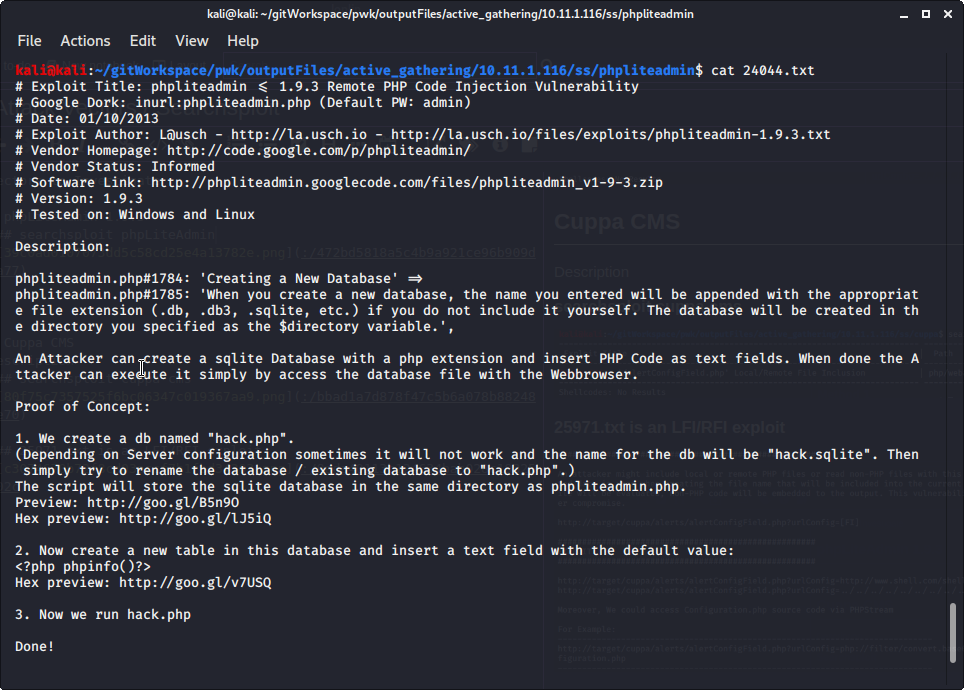 kali@kali: ~/gitWorkspace/pwk/outputFiles/active_gathering/10.11.1.116/ss/phpliteadmin
File Actions Edit View Help
kali@kali:~/gitWorkspace/pwk/outputFiles/active_gathering/10.11.1.116/ss/phpliteadmin$ cat 24044.txt
# Exploit Title: phpliteadmin <= 1.9.3 Remote PHP Code Injection Vulnerability
# Google Dork: inurl:phpliteadmin.php (Default PW: admin)
# Date: 01/10/2013
# Exploit Author: L@usch - http://la.usch.io - http://la.usch.io/files/exploits/phpliteadmin-1.9.3.txt
# Vendor Homepage: http://code.google.com/p/phpliteadmin/
# Vendor Status: Informed
# Software Link: http://phpliteadmin.googlecode.com/files/phpliteadmin_v1-9-3.zip
# Version: 1.9.3
# Tested on: Windows and Linux
Description:
phpliteadmin.php#1784: 'Creating a New Database' =>
phpliteadmin.php#1785: 'When you create a new database, the name you entered will be appended with the appropriat
e file extension (.db, .db3, .sqlite, etc.) if you do not include it yourself. The database will be created in th
e directory you specified as the $directory variable.',
An Attacker can create a sqlite Database with a php extension and insert PHP Code as text fields. When done the A
ttacker can execute it simply by access the database file with the Webbrowser.
Proof of Concept:
1. We create a db named "hack.php".
(Depending on Server configuration sometimes it will not work and the name for the db will be "hack.sqlite". Then
simply try to rename the database / existing database to "hack.php".)
The script will store the sqlite database in the same directory as phpliteadmin.php.
Preview: http://goo.gl/B5n9O
Hex preview: http://goo.gl/lJ5iQ
2. Now create a new table in this database and insert a text field with the default value:
<?php phpinfo()?>
Hex preview: http://goo.gl/v7USQ
3. Now we run hack.php
Done!
Cuppa CMS
Description
25971.txt is an LFI/RFI exploit